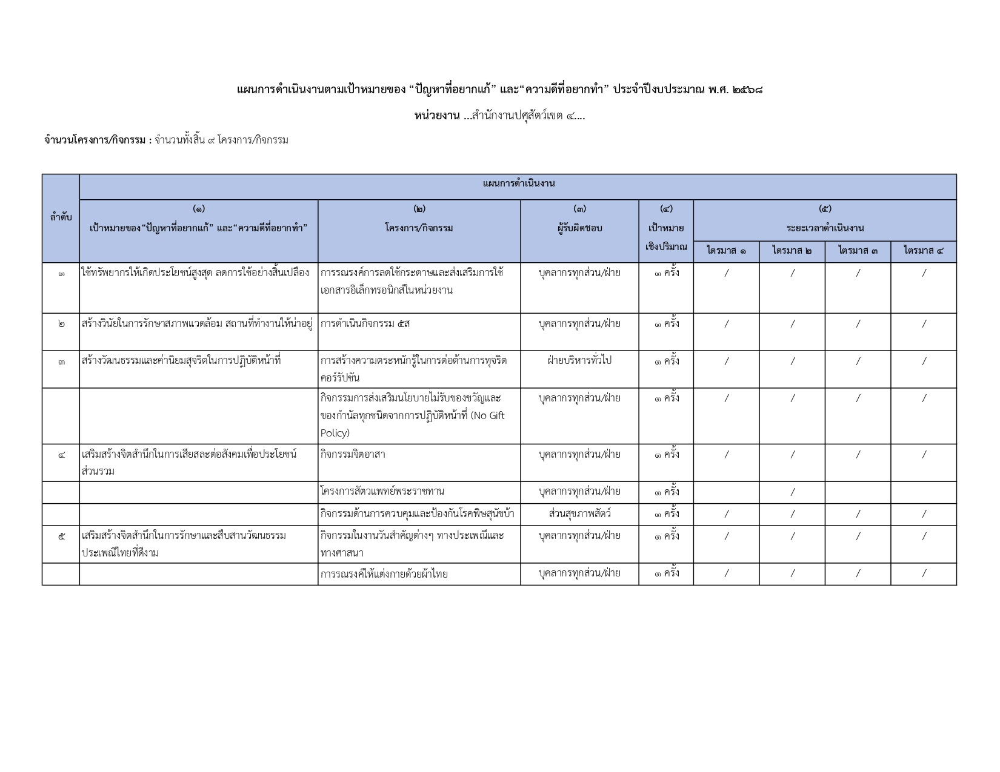 แผนการดำเนินงานตามเป้าหมายของ “ปัญหาที่อยากแก้” และ“ความดีที่อยากทำ” ประจำปีงบประมาณ พ.ศ. ๒๕๖๘
หน่วยงาน ...สำนักงานปศุสัตว์เขต ๔....
จำนวนโครงการ/กิจกรรม : จำนวนทั้งสิ้น ๙ โครงการ/กิจกรรม
แผนการดำเนินงาน
ลำดับ
(๑)
เป้าหมายของ“ปัญหาที่อยากแก้” และ“ความดีที่อยากทำ”
(๒)
โครงการ/กิจกรรม
(๓)
ผู้รับผิดชอบ
(๔)
เป้าหมาย
เชิงปริมาณ
(๕)
ระยะเวลาดำเนินงาน
ไตรมาส ๑ ไตรมาส ๒ ไตรมาส ๓ ไตรมาส ๔
๑ ใช้ทรัพยากรให้เกิดประโยชน์สูงสุด ลดการใช้อย่างสิ้นเปลือง การรณรงค์การลดใช้กระดาษและส่งเสริมการใช้ บุคลากรทุกส่วน/ฝ่าย ๑ ครั้ง / / / /
เอกสารอิเล็กทรอนิกส์ในหน่วยงาน
๒ สร้างวินัยในการรักษาสภาพแวดล้อม สถานที่ทำงานให้น่าอยู่ การดำเนินกิจกรรม ๕ส บุคลากรทุกส่วน/ฝ่าย ๑ ครั้ง / / / /
๓ สร้างวัฒนธรรมและค่านิยมสุจริตในการปฏิบัติหน้าที่ การสร้างความตระหนักรู้ในการต่อต้านการทุจริต ฝ่ายบริหารทั่วไป ๑ ครั้ง / / / /
คอร์รัปชัน
กิจกรรมการส่งเสริมนโยบายไม่รับของขวัญและ บุคลากรทุกส่วน/ฝ่าย ๑ ครั้ง / / / /
ของกำนัลทุกชนิดจากการปฏิบัติหน้าที่ (No Gift
Policy)
๔ เสริมสร้างจิตสำนึกในการเสียสละต่อสังคมเพื่อประโยชน์ กิจกรรมจิตอาสา บุคลากรทุกส่วน/ฝ่าย ๑ ครั้ง / / / /
ส่วนรวม
โครงการสัตวแพทย์พระราชทาน บุคลากรทุกส่วน/ฝ่าย ๑ ครั้ง /
กิจกรรมด้านการควบคุมและป้องกันโรคพิษสุนัขบ้า ส่วนสุขภาพสัตว์ ๑ ครั้ง / / / /
๕ เสริมสร้างจิตสำนึกในการรักษาและสืบสานวัฒนธรรม กิจกรรมในงานวันสำคัญต่างๆ ทางประเพณีและ บุคลากรทุกส่วน/ฝ่าย ๑ ครั้ง / / / /
ประเพณีไทยที่ดีงาม ทางศาสนา
การรณรงค์ให้แต่งกายด้วยผ้าไทย บุคลากรทุกส่วน/ฝ่าย ๑ ครั้ง / / / /